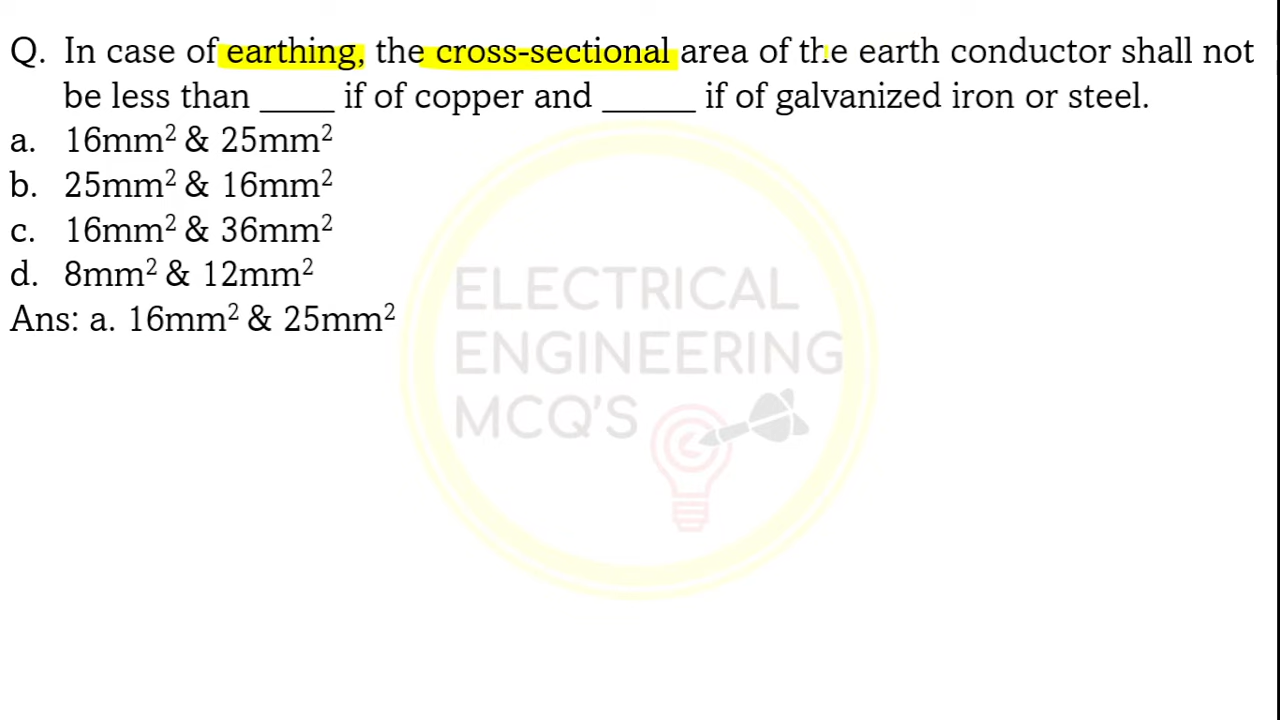 Q. In case of earthing, the cross-sectional area of the earth conductor shall not
be less than ____ if of copper and _____ if of galvanized iron or steel.
a. 16mm² & 25mm²
b. 25mm² & 16mm²
c. 16mm² & 36mm²
d. 8mm² & 12mm²
Ans: a. 16mm² & 25mm²
ELECTRICAL
ENGINEERING
MCQ'S